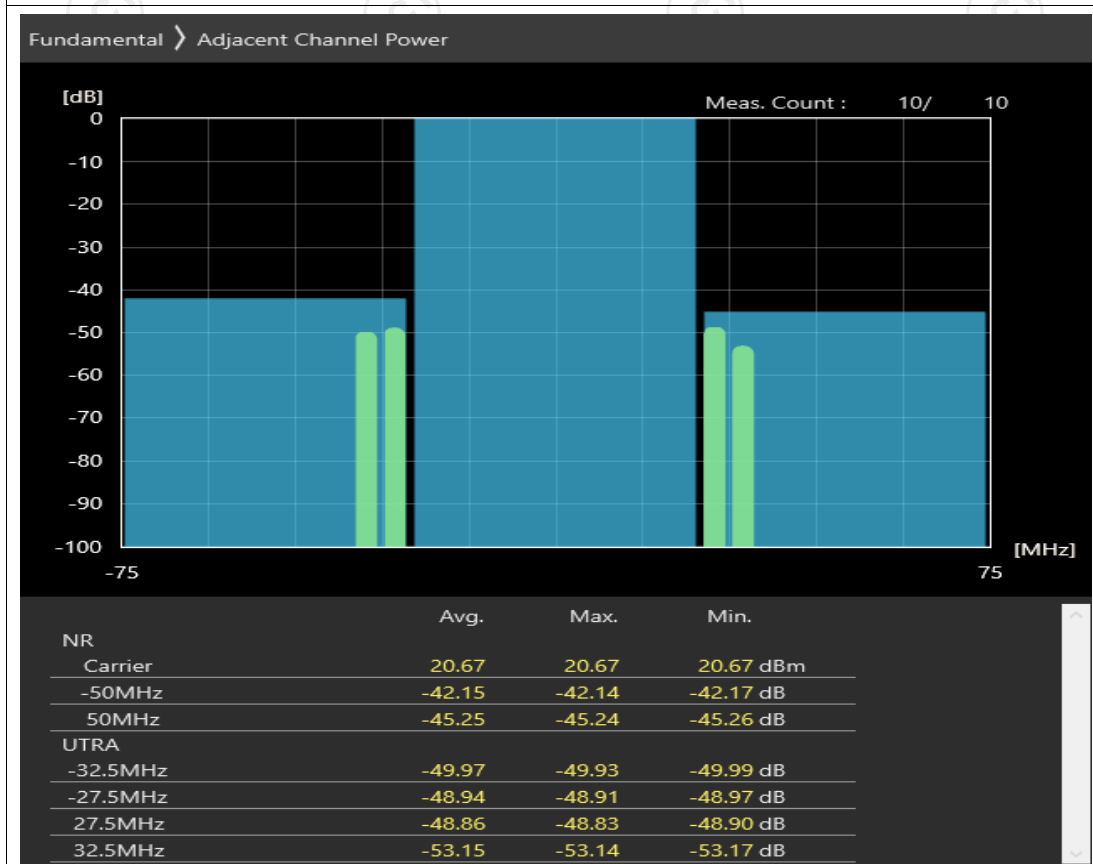 Fundamental ❯ Adjacent Channel Power
[dB]
Meas. Count : 10/ 10
0
-10
-20
-30
-40
-50
-60
-70
-80
-90
-100
[MHz]
-75 75
Avg. Max. Min.
NR
Carrier 20.67 20.67 20.67 dBm
-50MHz -42.15 -42.14 -42.17 dB
50MHz -45.25 -45.24 -45.26 dB
UTRA
-32.5MHz -49.97 -49.93 -49.99 dB
-27.5MHz -48.94 -48.91 -48.97 dB
27.5MHz -48.86 -48.83 -48.90 dB
32.5MHz -53.15 -53.14 -53.17 dB